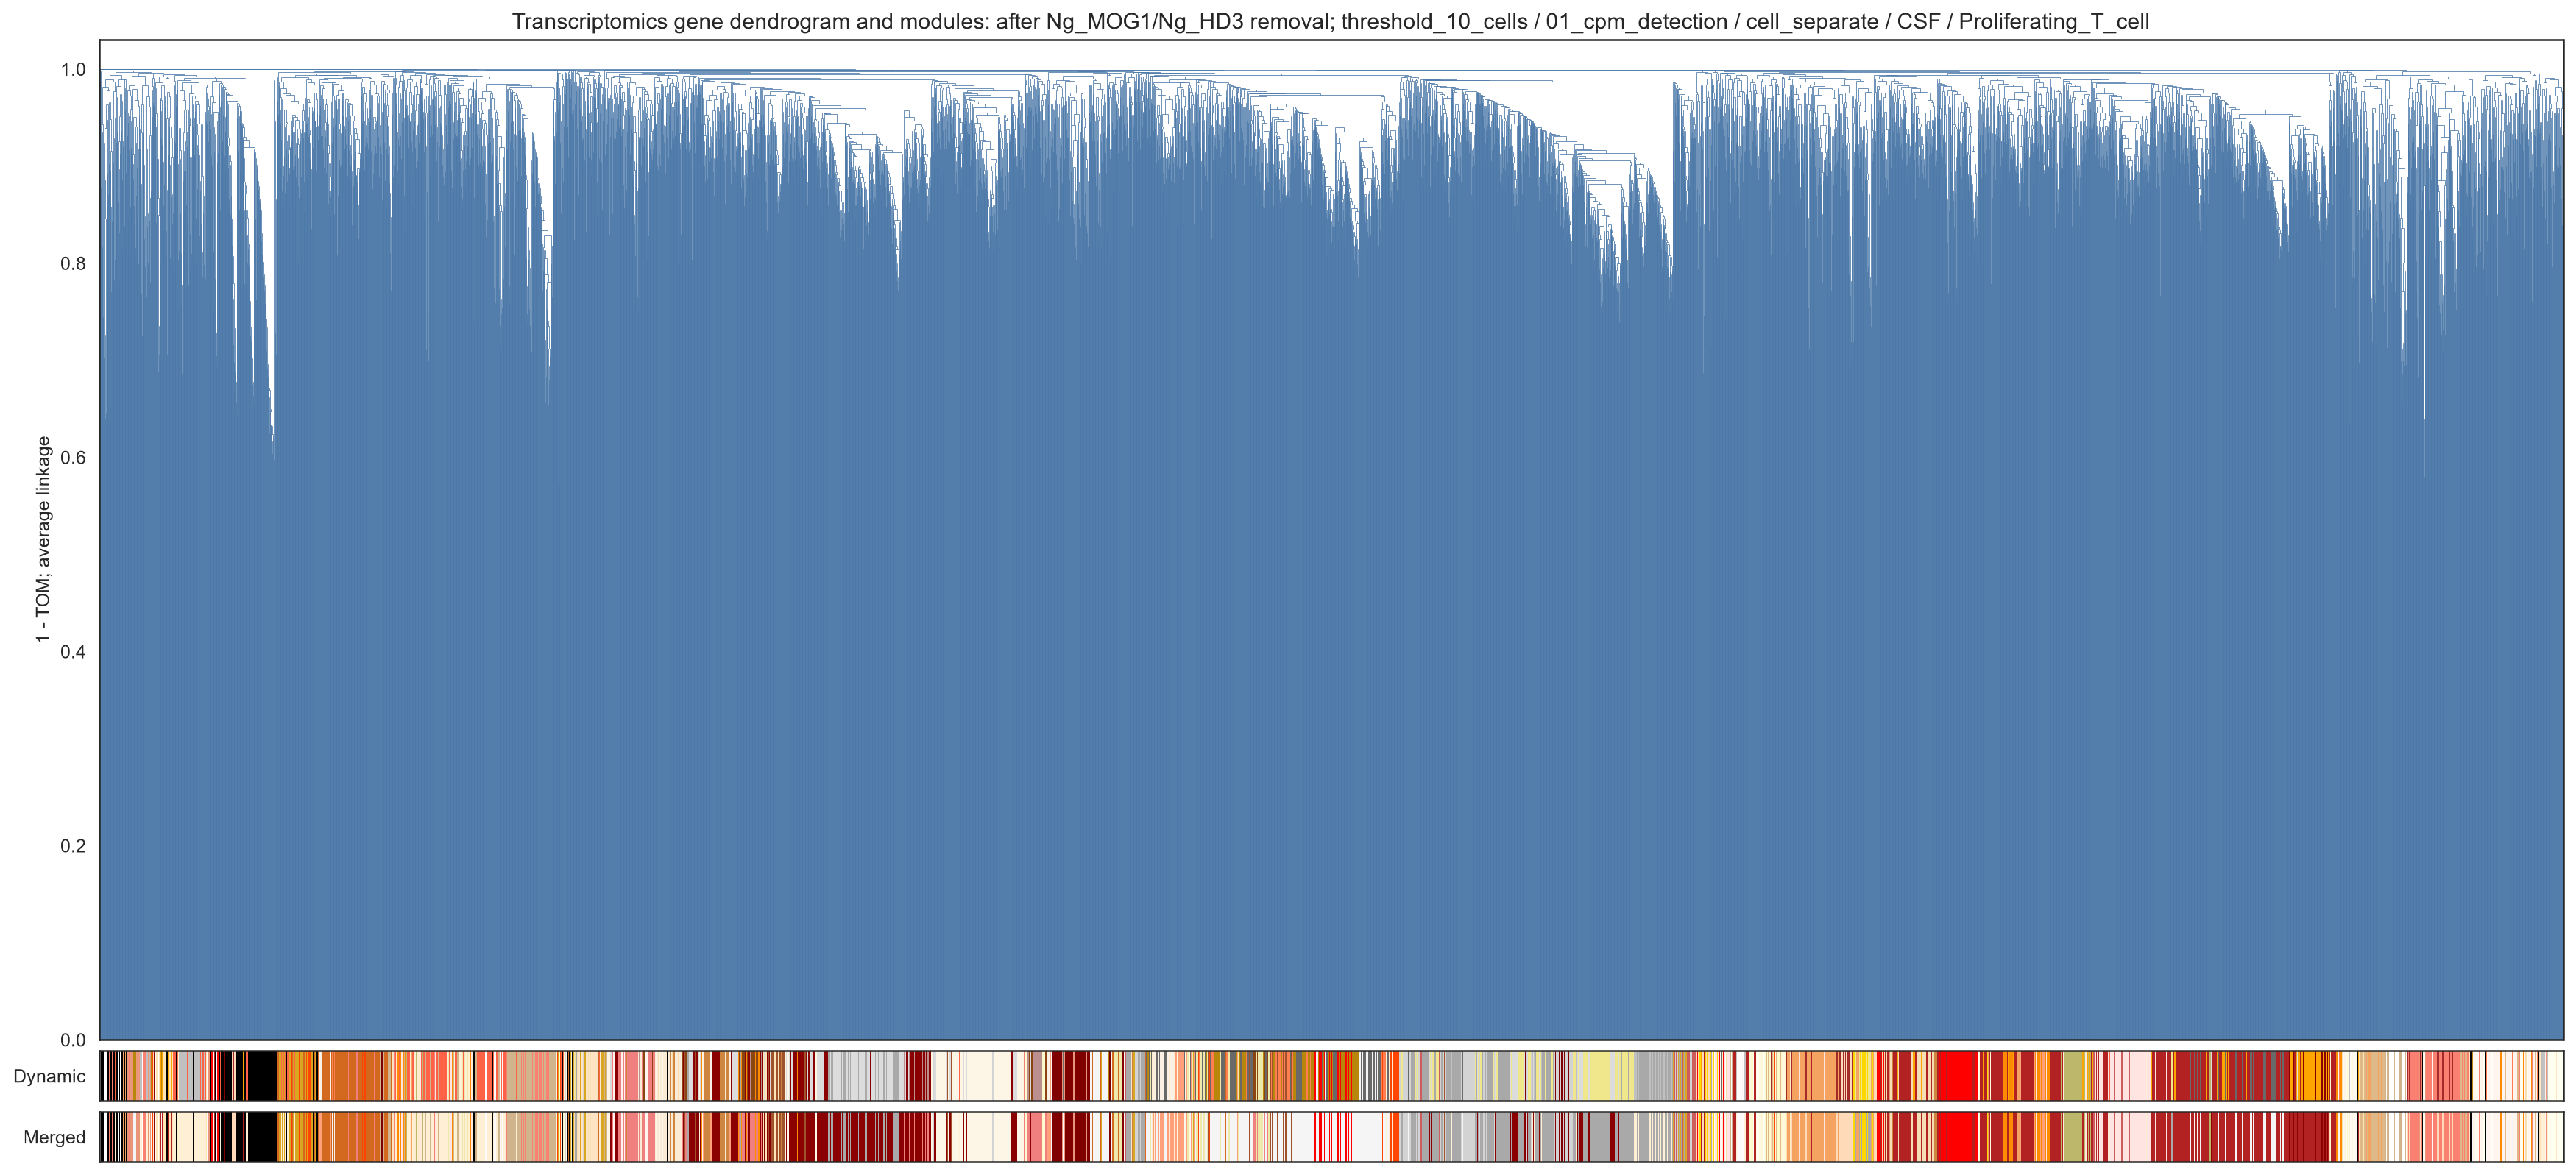 Transcriptomics gene dendrogram and modules: after Ng_MOG1/Ng_HD3 removal; threshold_10_cells / 01_cpm_detection / cell_separate / CSF / Proliferating_T_cell
1.0
0.8
0.6
0.4
0.2
0.0
1 - TOM; average linkage
Dynamic
Merged